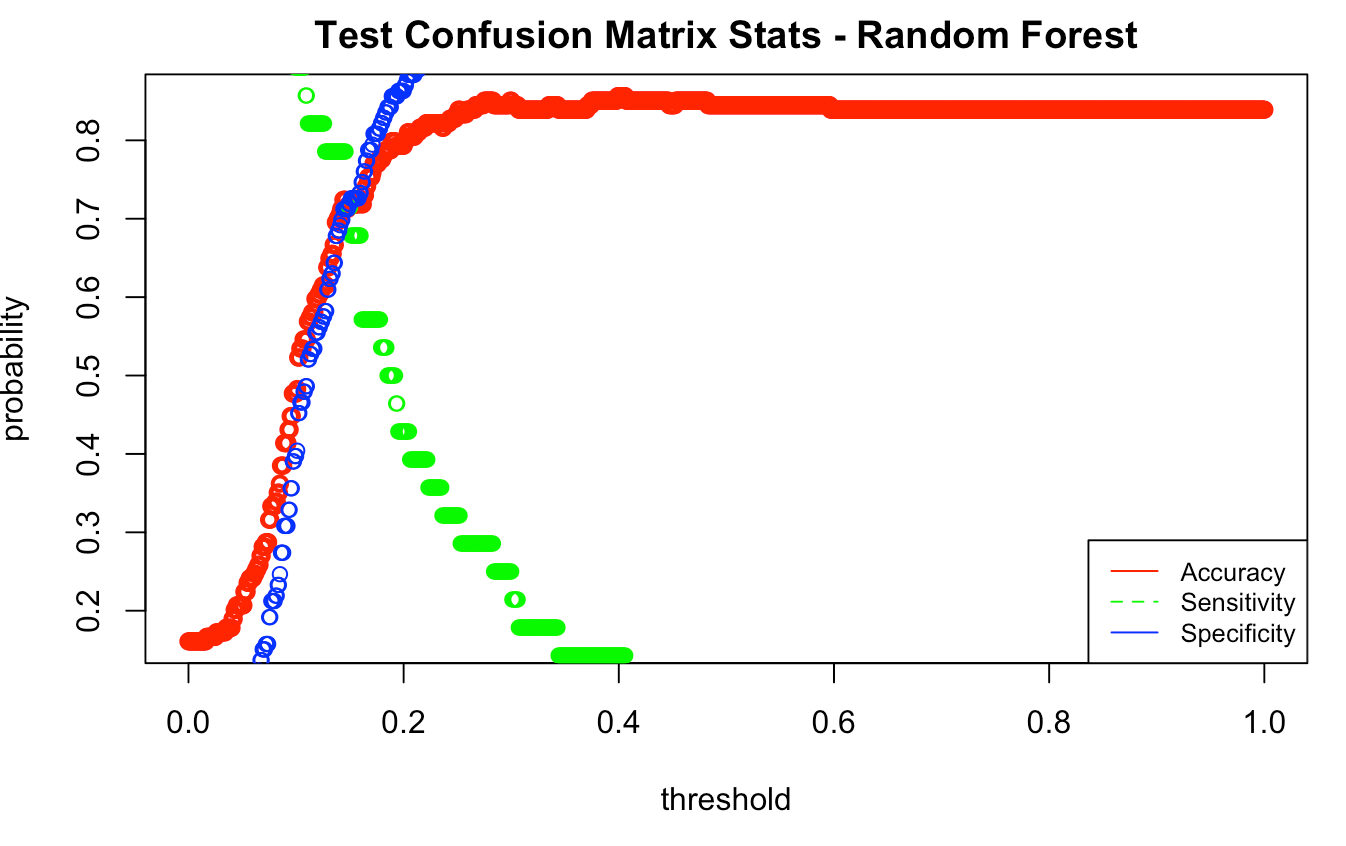 Test Confusion Matrix Stats - Random Forest
probability
0.8
0.7
0.6
0.5
0.4
0.3
0.2
Accuracy
Sensitivity
Specificity
0.0 0.2 0.4 0.6 0.8 1.0
threshold